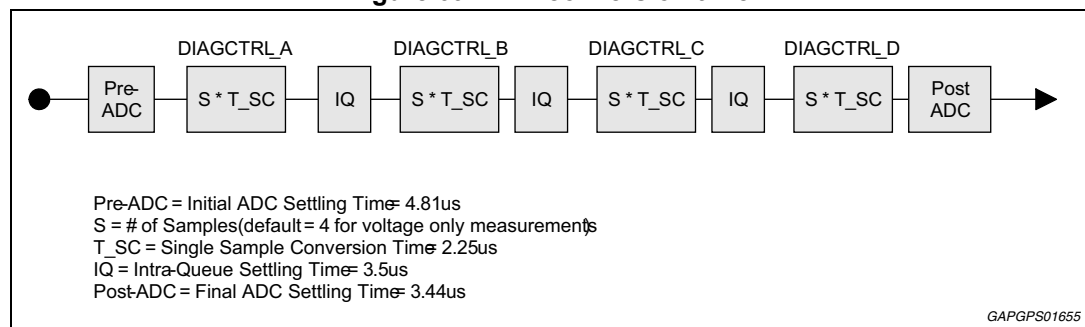 DIAGCTRL_A DIAGCTRL_B DIAGCTRL_C DIAGCTRL_D
Pre-ADC S * T_SC IQ S * T_SC IQ S * T_SC IQ S * T_SC Post ADC
Pre-ADC = Initial ADC Settling Time= 4.81us
S = # of Samples(default = 4 for voltage only measurements)
T_SC = Single Sample Conversion Time= 2.25us
IQ = Intra-Queue Settling Time= 3.5us
Post-ADC = Final ADC Settling Time= 3.44us
GAPGPS01655